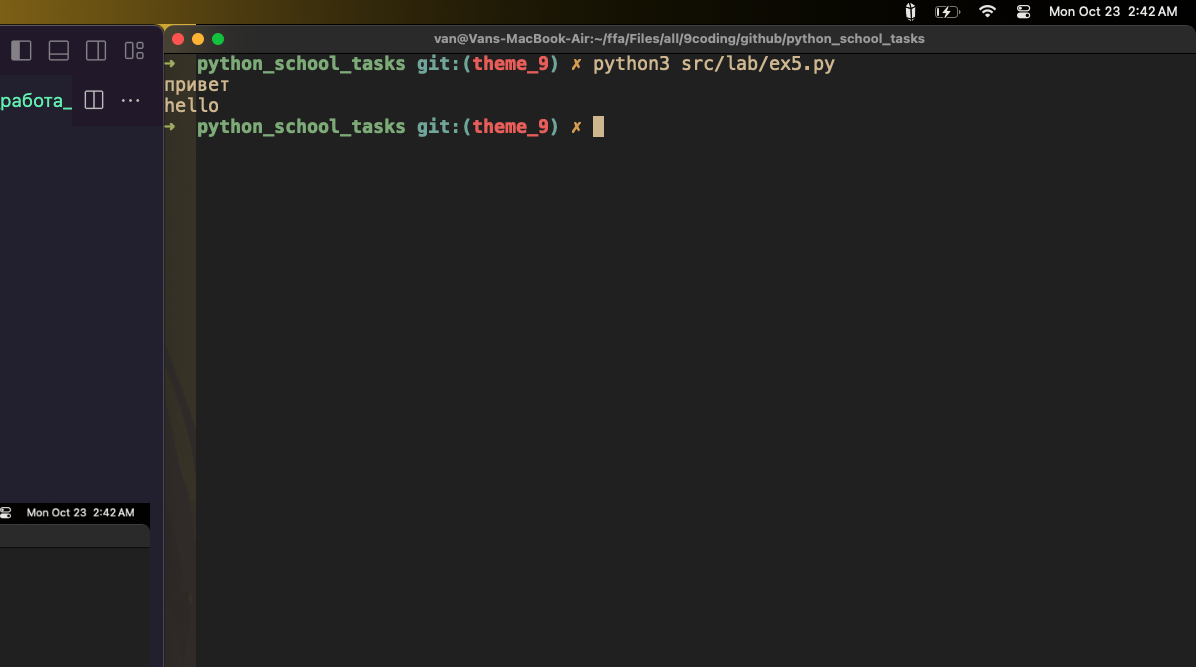 Mon Oct 23 2:42 AM
van@Vans-MacBook-Air:~/ffa/Files/all/9coding/github/python_school_tasks
➜ python_school_tasks git:(theme_9) ✗ python3 src/lab/ex5.py
привет
hello
➜ python_school_tasks git:(theme_9) ✗
работа_
Mon Oct 23 2:42 AM